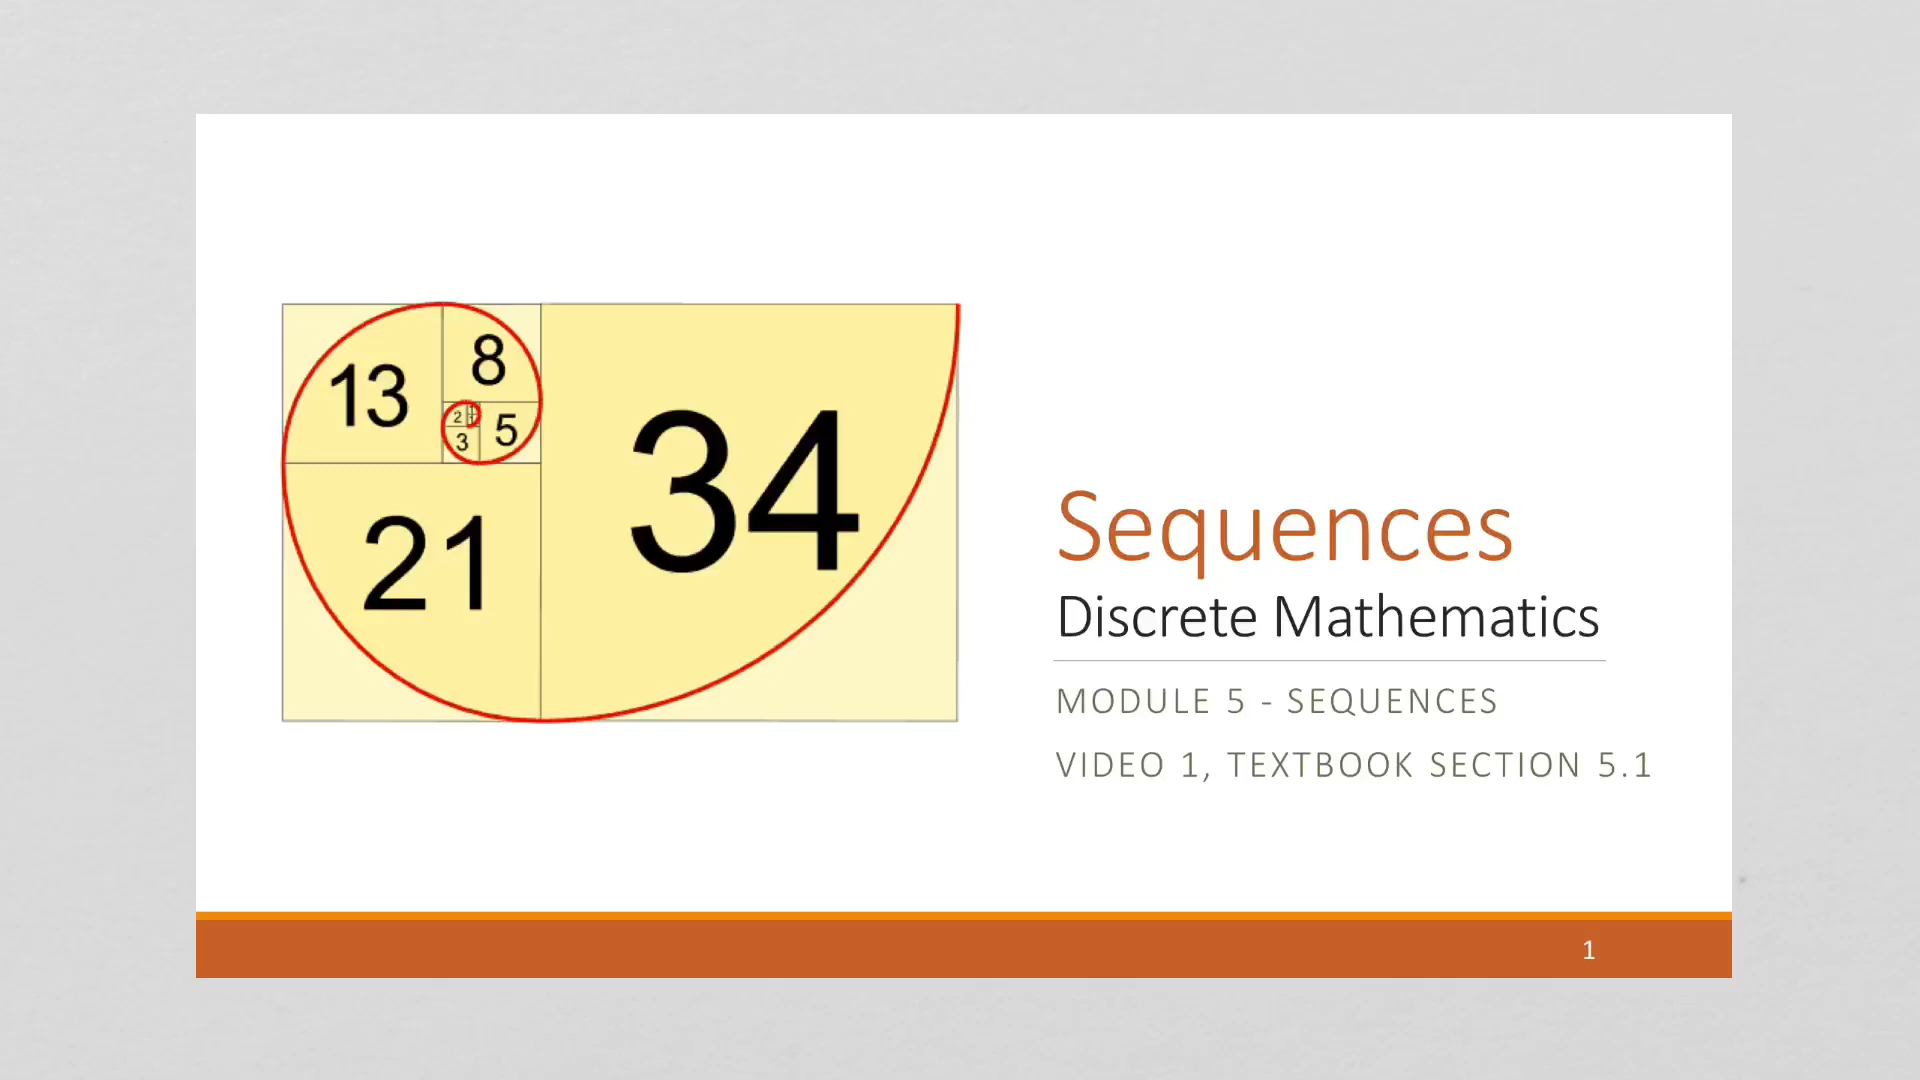 13
8
2
5
3
21
34
Sequences
Discrete Mathematics
MODULE 5 - SEQUENCES
VIDEO 1, TEXTBOOK SECTION 5.1
1